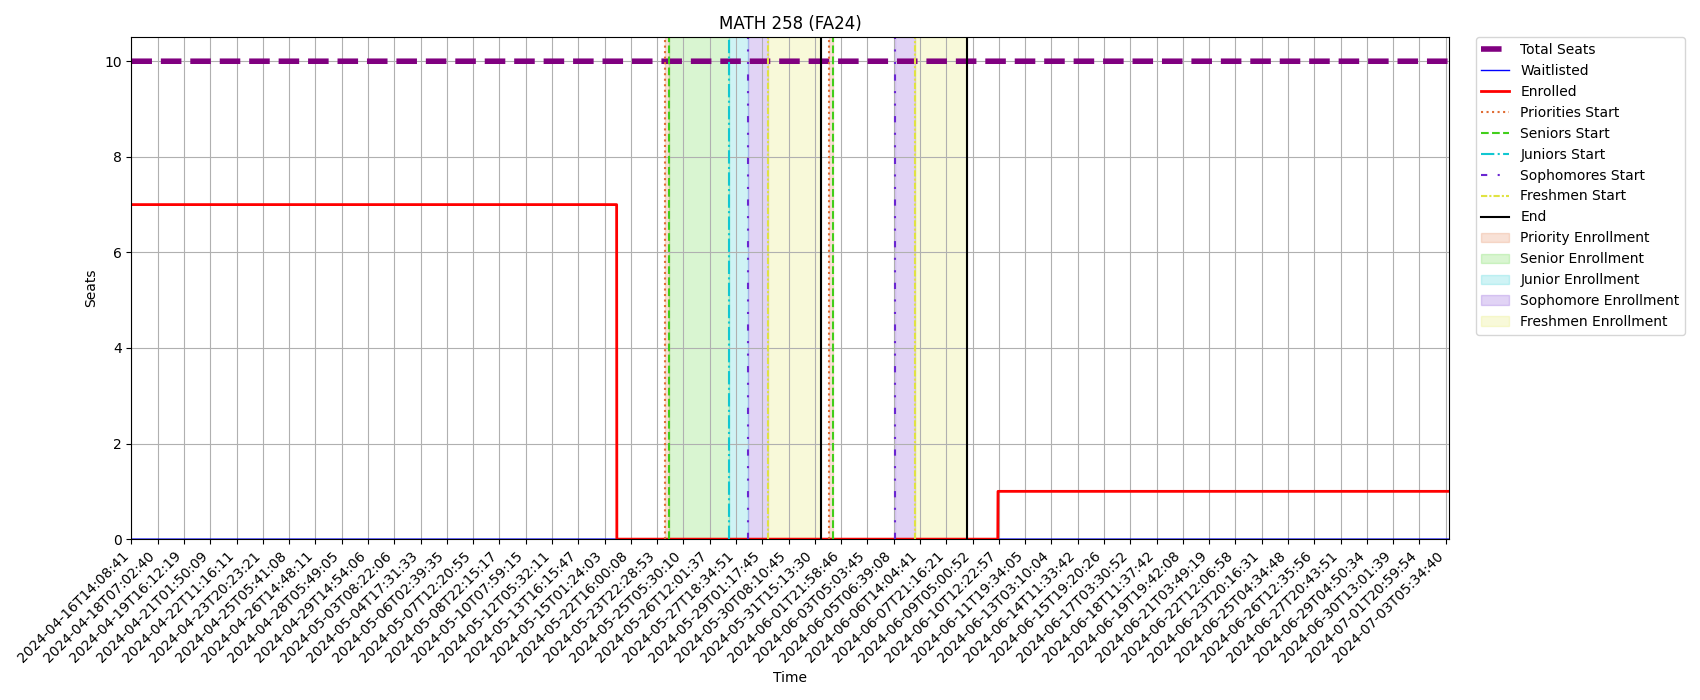 MATH 258 (FA24)
Seats
10
8
6
4
2
0
2024-04-16T14:08:41
2024-04-18T07:02:40
2024-04-19T16:12:19
2024-04-21T01:50:09
2024-04-22T11:16:11
2024-04-23T20:23:21
2024-04-25T05:41:08
2024-04-26T14:48:11
2024-04-28T05:49:05
2024-04-29T14:54:06
2024-05-03T08:22:06
2024-05-04T17:31:33
2024-05-06T02:39:35
2024-05-07T12:20:55
2024-05-08T22:15:17
2024-05-10T07:59:15
2024-05-12T05:32:11
2024-05-13T16:15:47
2024-05-15T01:24:03
2024-05-22T16:00:08
2024-05-23T22:28:53
2024-05-25T05:30:10
2024-05-26T12:01:37
2024-05-27T18:34:51
2024-05-29T01:17:45
2024-05-30T08:10:45
2024-05-31T15:13:30
2024-06-01T21:58:46
2024-06-03T05:03:45
2024-06-05T06:39:08
2024-06-06T14:04:41
2024-06-07T21:16:21
2024-06-09T05:00:52
2024-06-10T12:22:57
2024-06-11T19:34:05
2024-06-13T03:10:04
2024-06-14T11:33:42
2024-06-15T19:20:26
2024-06-17T03:30:52
2024-06-18T11:37:42
2024-06-19T19:42:08
2024-06-21T03:49:19
2024-06-22T12:06:58
2024-06-23T20:16:31
2024-06-25T04:34:48
2024-06-26T12:35:56
2024-06-27T20:43:51
2024-06-29T04:50:34
2024-06-30T13:01:39
2024-07-01T20:59:54
2024-07-03T05:34:40
Time
Total Seats
Waitlisted
Enrolled
Priorities Start
Seniors Start
Juniors Start
Sophomores Start
Freshmen Start
End
Priority Enrollment
Senior Enrollment
Junior Enrollment
Sophomore Enrollment
Freshmen Enrollment